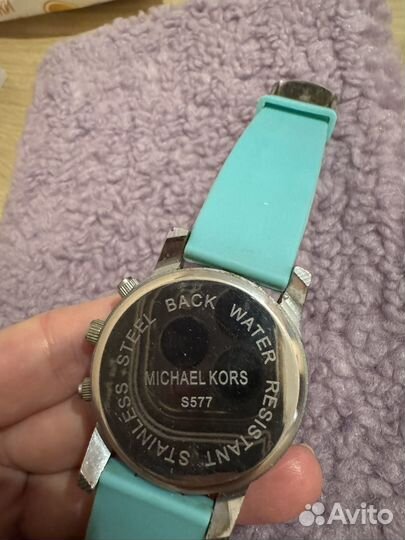 STAINLESS STEEL BACK WATER RESISTANT
MICHAEL KORS
S577
Avito